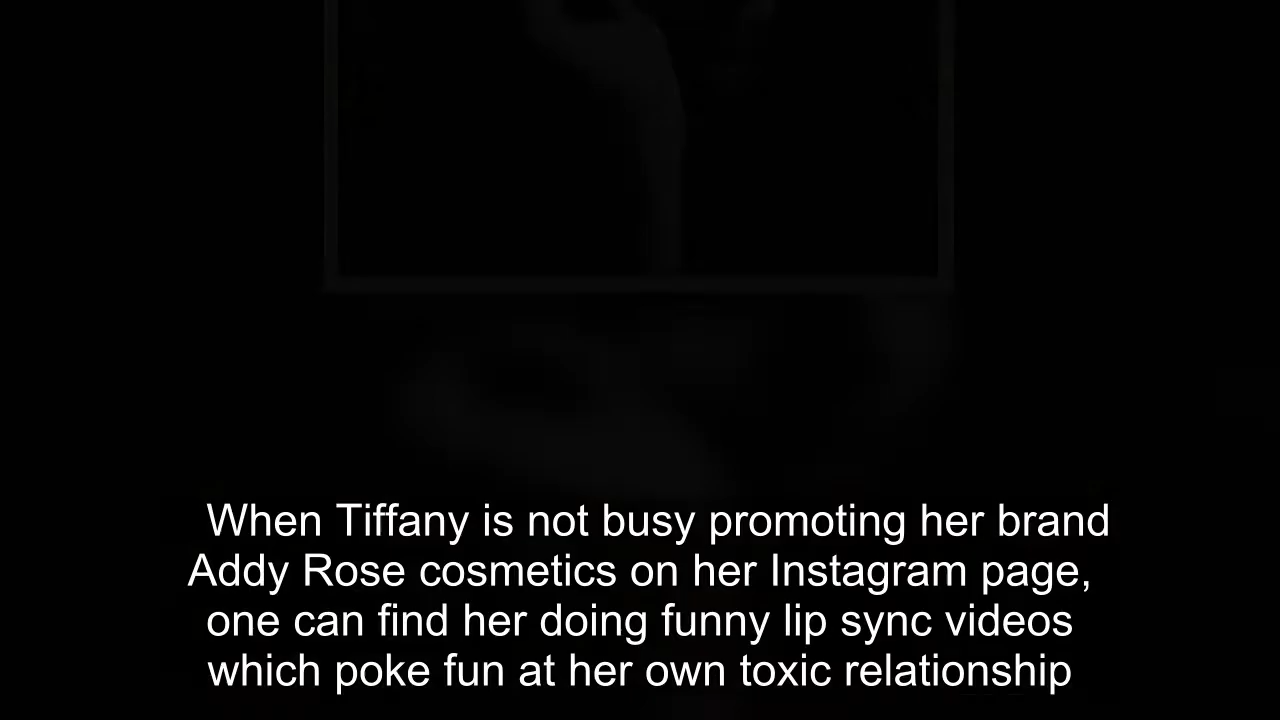 When Tiffany is not busy promoting her brand
Addy Rose cosmetics on her Instagram page,
one can find her doing funny lip sync videos
which poke fun at her own toxic relationship